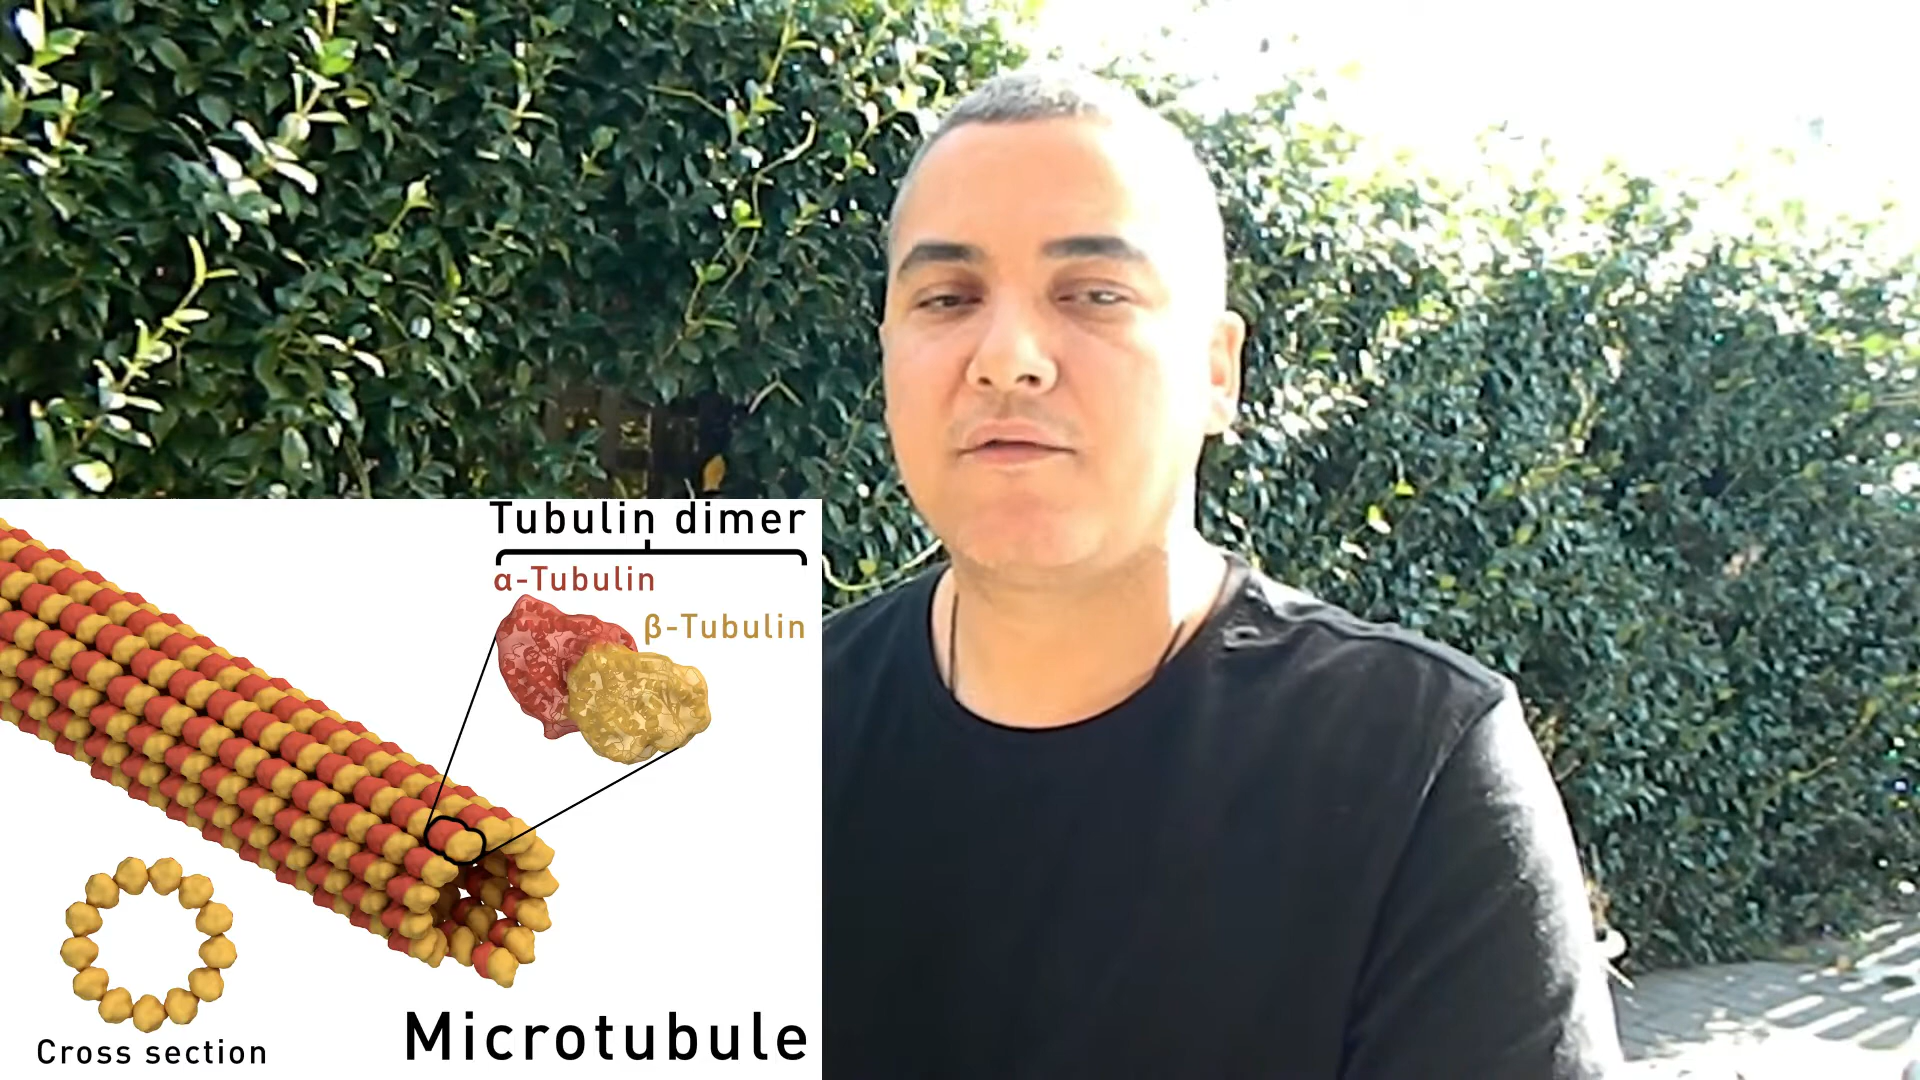 Tubulin dimer
α-Tubulin
β-Tubulin
Cross section
Microtubule